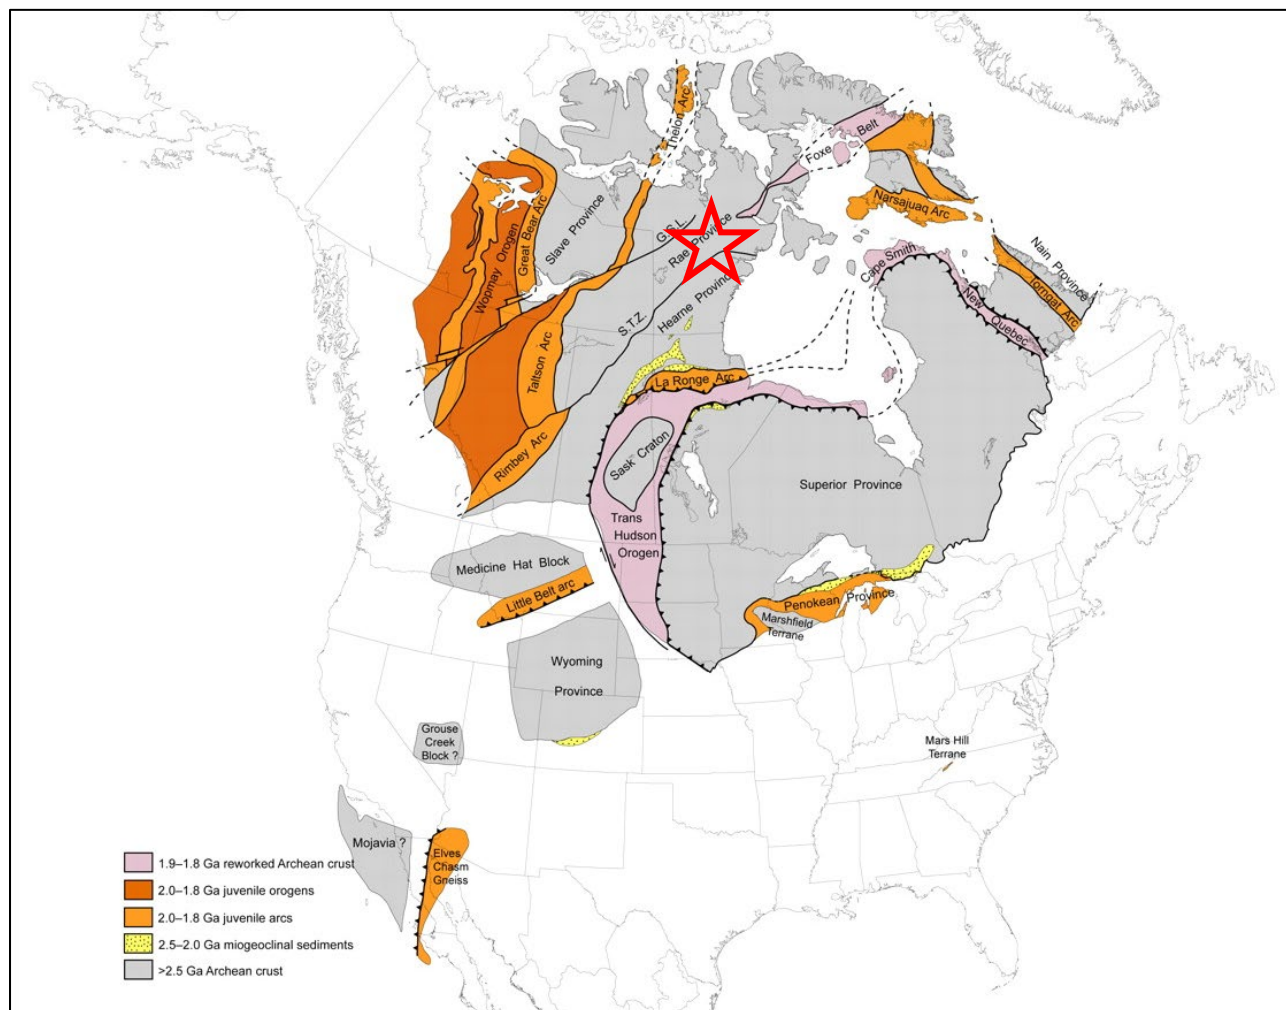 Thelon Arc
Belt
Foxe
Great Bear Arc
Wopmay Orogen
Slave Province
G.S.L.
Rae Province
Narsajuaq Arc
Nain Province
Torngat Arc
Cape Smith
New Quebec
Hearne Province
S.T.Z.
Taltson Arc
La Ronge Arc
Rimbey Arc
Sask Craton
Superior Province
Trans
Hudson
Orogen
Medicine Hat Block
Little Belt arc
Penokean Province
Marshfield
Terrane
Wyoming
Province
Grouse
Creek
Block ?
Mars Hill
Terrane
Mojavia ?
Elves
Chasm
Gneiss
1.9–1.8 Ga reworked Archean crust
2.0–1.8 Ga juvenile orogens
2.0–1.8 Ga juvenile arcs
2.5–2.0 Ga miogeoclinal sediments
>2.5 Ga Archean crust